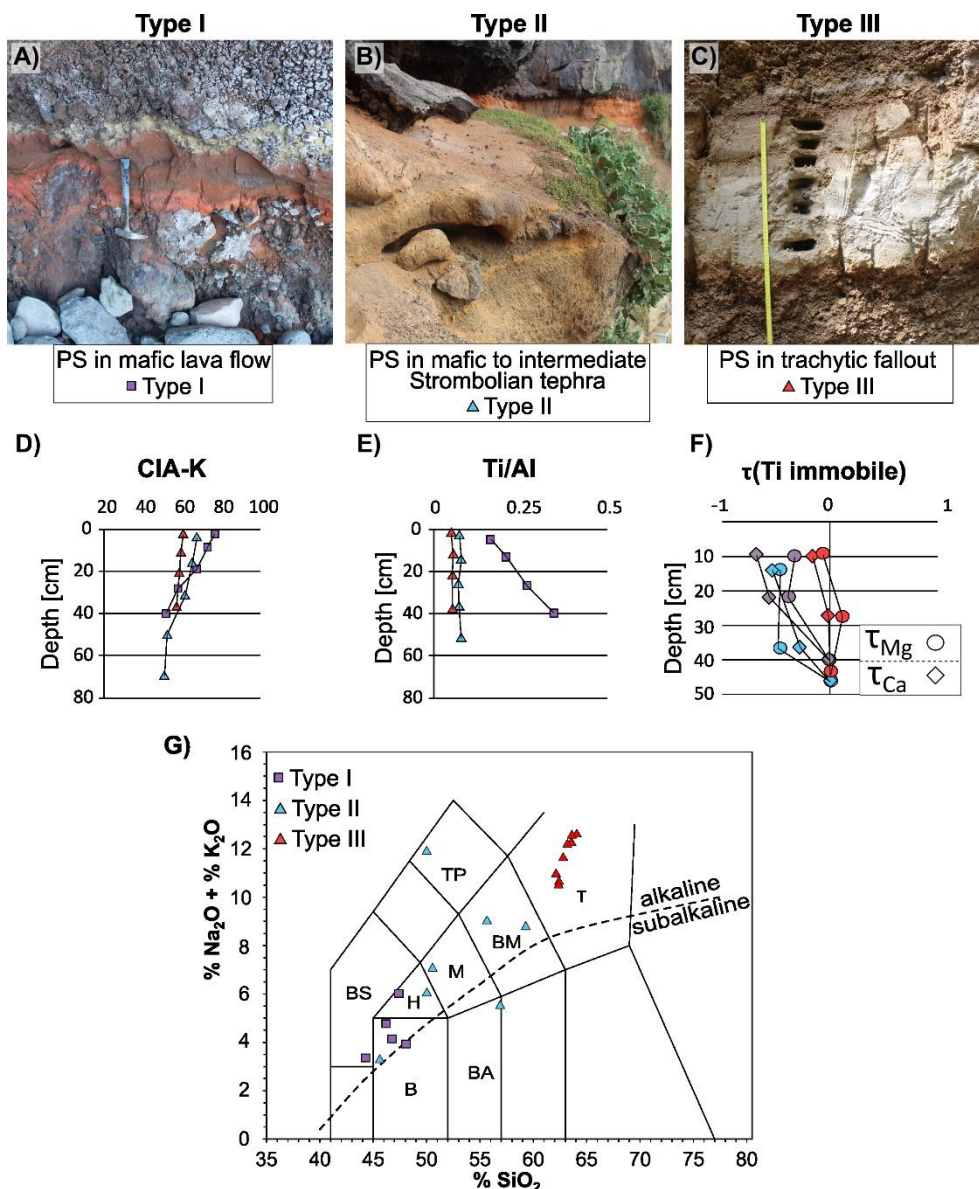 Type I
Type II
Type III
A)
B)
C)
PS in mafic lava flow
Type I
PS in mafic to intermediate
Strombolian tephra
Type II
PS in trachytic fallout
Type III
D)
CIA-K
20 40 60 80 100
0
20
40
60
80
Depth [cm]
E)
Ti/Al
0 0.25 0.5
0
20
40
60
80
Depth [cm]
F)
τ(Ti immobile)
-1 0 1
10
20
30
40
50
Depth [cm]
τMg
τCa
G)
Type I
Type II
Type III
% Na₂O + % K₂O
16
14
12
10
8
6
4
2
0
TP
T
alkaline
subalkaline
BM
M
BS
H
B
BA
35 40 45 50 55 60 65 70 75 80
% SiO₂